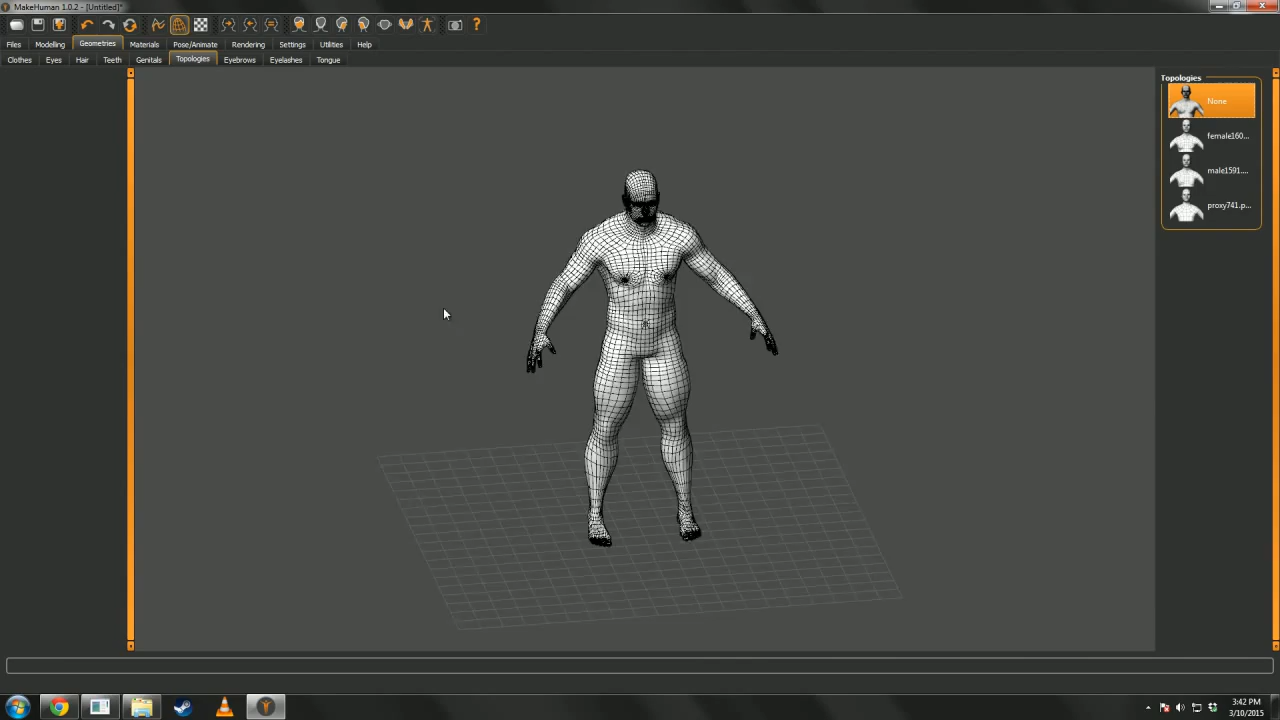 MakeHuman 1.0.2 - [Untitled]*
Files Modelling Geometries Materials Pose/Animate Rendering Settings Utilities Help
Clothes Eyes Hair Teeth Genitals Topologies Eyebrows Eyelashes Tongue
Topologies
None
female160...
male1591....
proxy741.p...
3:42 PM
3/10/2015